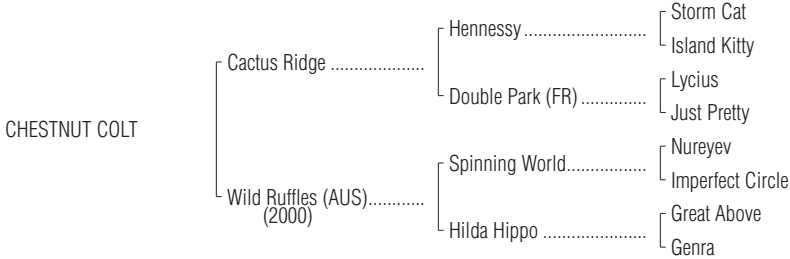 Storm Cat
Hennessy ..........................
Island Kitty
Cactus Ridge ....................
Lycius
Double Park (FR) ..............
Just Pretty
CHESTNUT COLT
Nureyev
Spinning World.................
Imperfect Circle
Wild Ruffles (AUS)............
(2000)
Great Above
Hilda Hippo ......................
Genra